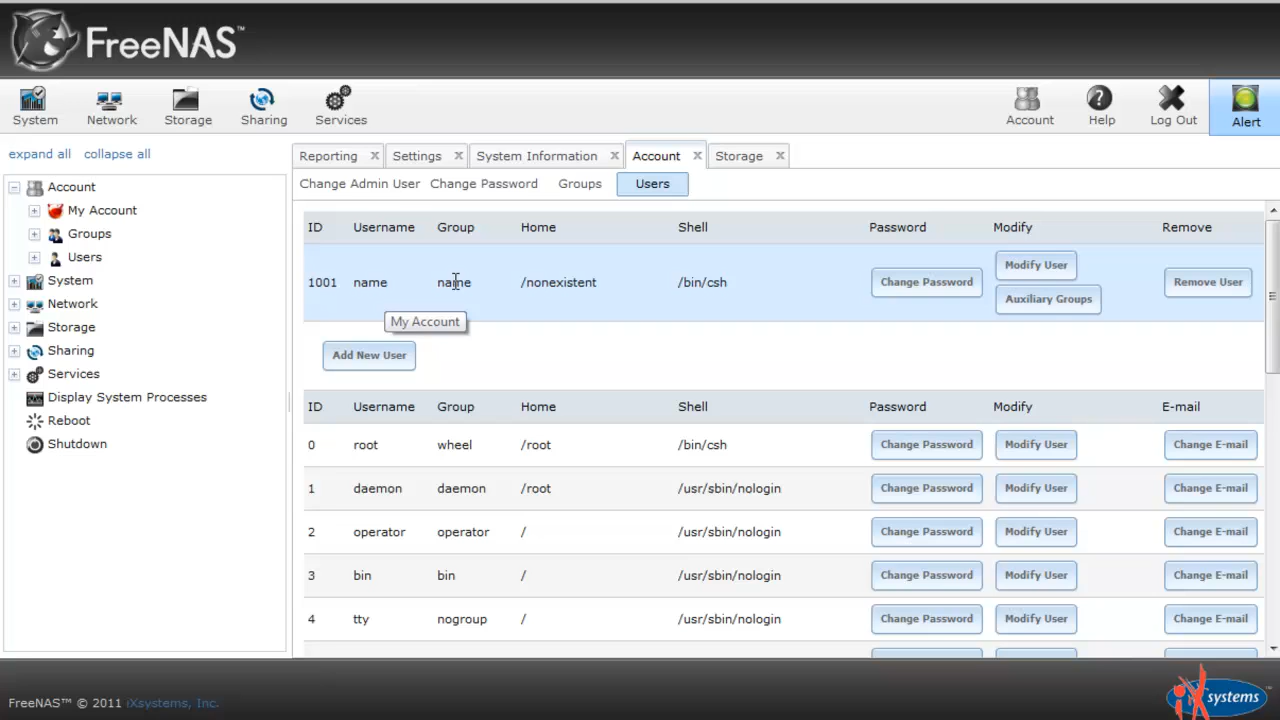 FreeNAS™
System Network Storage Sharing Services Account Help Log Out Alert
expand all collapse all
Account
My Account
Groups
Users
System
Network
Storage
Sharing
Services
Display System Processes
Reboot
Shutdown
Reporting Settings System Information Account Storage
Change Admin User Change Password Groups Users
ID Username Group Home Shell Password Modify Remove
1001 name name /nonexistent /bin/csh Change Password Modify User Auxiliary Groups Remove User
My Account
Add New User
ID Username Group Home Shell Password Modify E-mail
0 root wheel /root /bin/csh Change Password Modify User Change E-mail
1 daemon daemon /root /usr/sbin/nologin Change Password Modify User Change E-mail
2 operator operator / /usr/sbin/nologin Change Password Modify User Change E-mail
3 bin bin / /usr/sbin/nologin Change Password Modify User Change E-mail
4 tty nogroup / /usr/sbin/nologin Change Password Modify User Change E-mail
FreeNAS™ © 2011 iXsystems, Inc.
iXsystems™